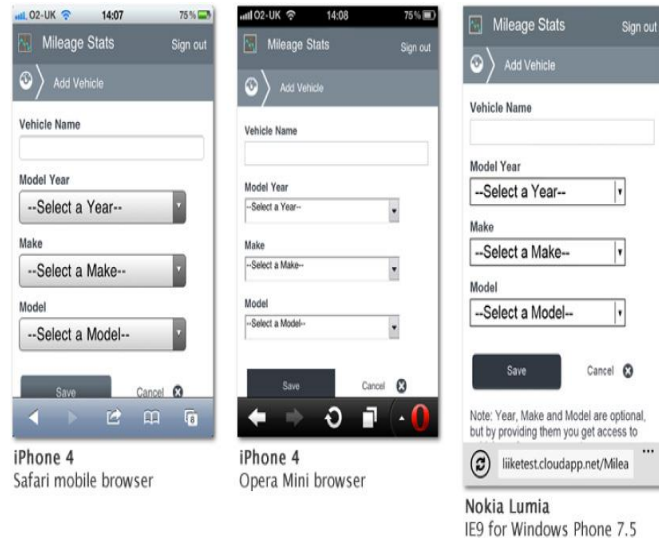 O2-UK 14:07 75%
Mileage Stats Sign out
Add Vehicle
Vehicle Name
Model Year
--Select a Year--
Make
--Select a Make--
Model
--Select a Model--
Save Cancel
8
iPhone 4
Safari mobile browser
O2-UK 14:08 75%
Mileage Stats Sign out
Add Vehicle
Vehicle Name
Model Year
--Select a Year--
Make
--Select a Make--
Model
--Select a Model--
Save Cancel
iPhone 4
Opera Mini browser
Mileage Stats Sign out
Add Vehicle
Vehicle Name
Model Year
--Select a Year--
Make
--Select a Make--
Model
--Select a Model--
Save Cancel
Note: Year, Make and Model are optional,
but by providing them you get access to
liiketest.cloudapp.net/Milea ...
Nokia Lumia
IE9 for Windows Phone 7.5